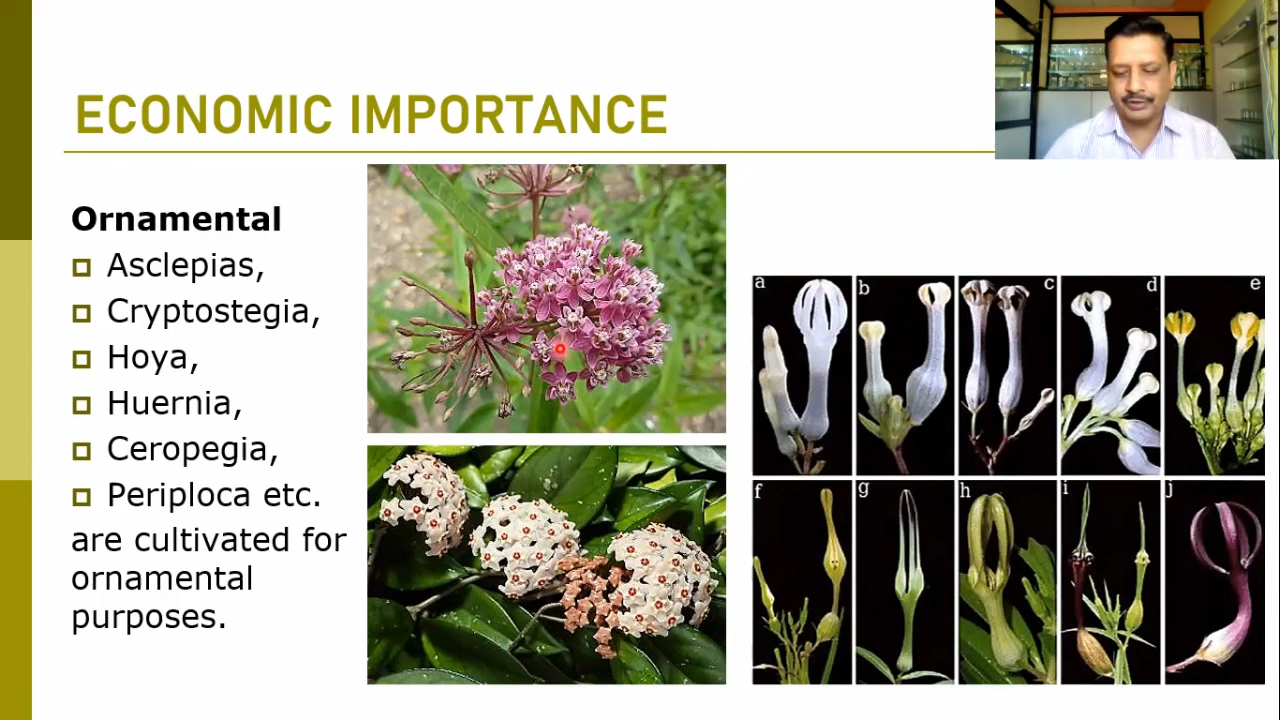 ECONOMIC IMPORTANCE
Ornamental
Asclepias,
Cryptostegia,
Hoya,
Huernia,
Ceropegia,
Periploca etc.
are cultivated for
ornamental
purposes.
a b c d e
f g h i j